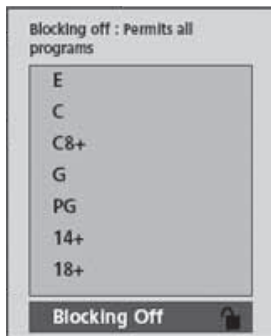 Blocking off : Permits all
programs
E
C
C8+
G
PG
14+
18+
Blocking Off